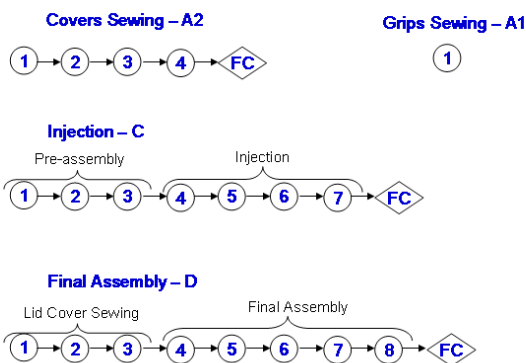 Covers Sewing – A2
Grips Sewing – A1
1 2 3 4 FC
1
Injection – C
Pre-assembly Injection
1 2 3 4 5 6 7 FC
Final Assembly – D
Lid Cover Sewing Final Assembly
1 2 3 4 5 6 7 8 FC